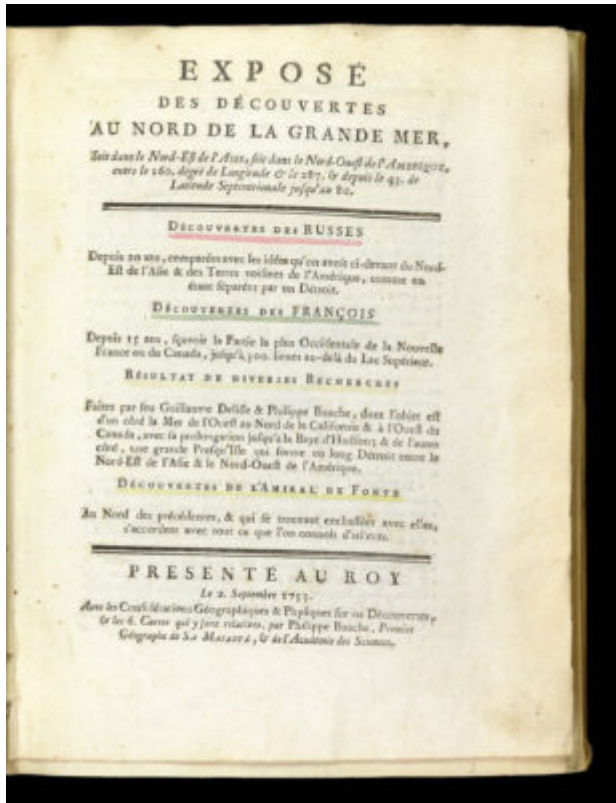 EXPOSÉ
DES DÉCOUVERTES
AU NORD DE LA GRANDE MER,
Soit dans le Nord-Est de l'ASIE, soit dans le Nord-Ouest de l'AMÉRIQUE,
entre le 160. degré de Longitude & le 287. & depuis le 43. de
Latitude Septentrionale jusqu'au 80.
DÉCOUVERTES DES RUSSES
Depuis 20 ans, comparées avec les idées qu'on avoit ci-devant du Nord-
Est de l'Asie & des Terres voisines de l'Amérique, comme en
étant séparées par un Détroit.
DÉCOUVERTES DES FRANÇOIS
Depuis 15 ans, sçavoir la Partie la plus Occidentale de la Nouvelle
France ou du Canada, jusqu'à 300. lieues au-delà du Lac Supérieur.
RÉSULTAT DE DIVERSES RECHERCHES
Faites par feu Guillaume Delisle & Philippe Buache, dont l'objet est
d'un côté la Mer de l'Ouest au Nord de la Californie & à l'Ouest du
Canada, avec sa prolongation jusqu'à la Baye d'Hudson; & de l'autre
côté, une grande Presqu'Isle qui forme un long Détroit entre le
Nord-Est de l'Asie & le Nord-Ouest de l'Amérique.
DÉCOUVERTES DE L'AMIRAL DE FONTE
Au Nord des précédentes, & qui se trouvant enchassées avec elles,
s'accordent avec tout ce que l'on connoît d'ailleurs.
PRESENTÉ AU ROY
Le 2. Septembre 1753.
Avec les Considérations Géographiques & Physiques sur ces Découvertes,
& les 6. Cartes qui y sont relatives, par Philippe Buache, Premier
Géographe de SA MAJESTÉ, & de l'Académie des Sciences.